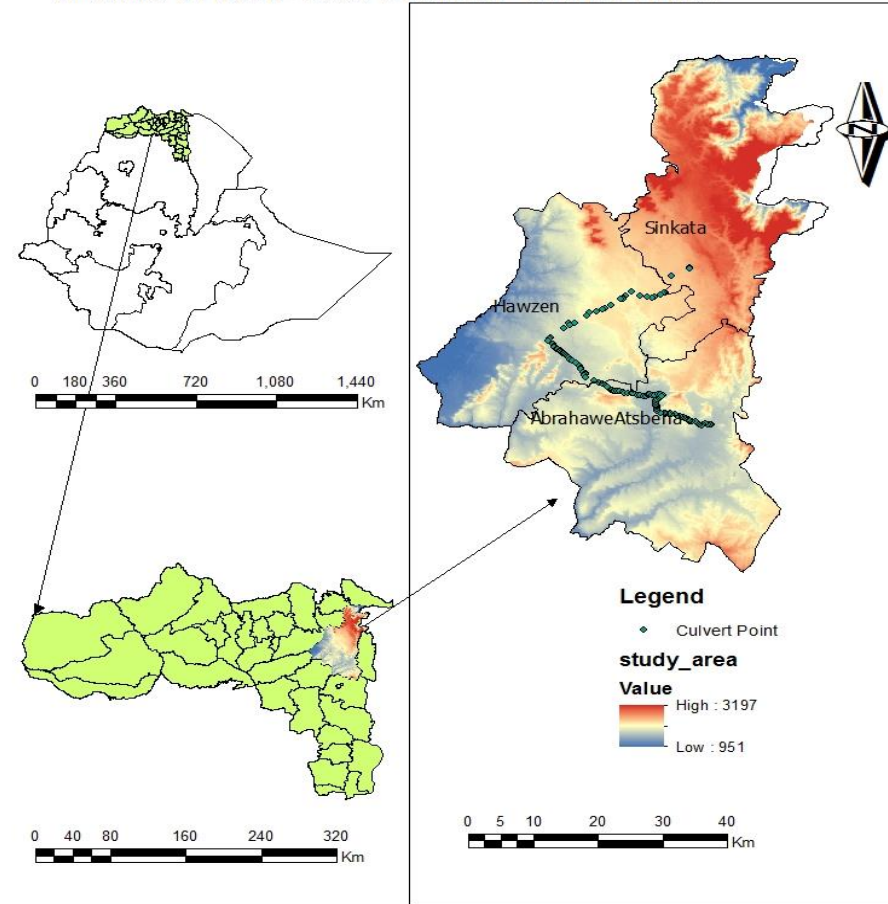 0 180 360 720 1,080 1,440
Km
0 40 80 160 240 320
Km
N
Sinkata
Hawzen
AbrahaweAtsbeha
Legend
Culvert Point
study_area
Value
High : 3197
Low : 951
0 5 10 20 30 40
Km